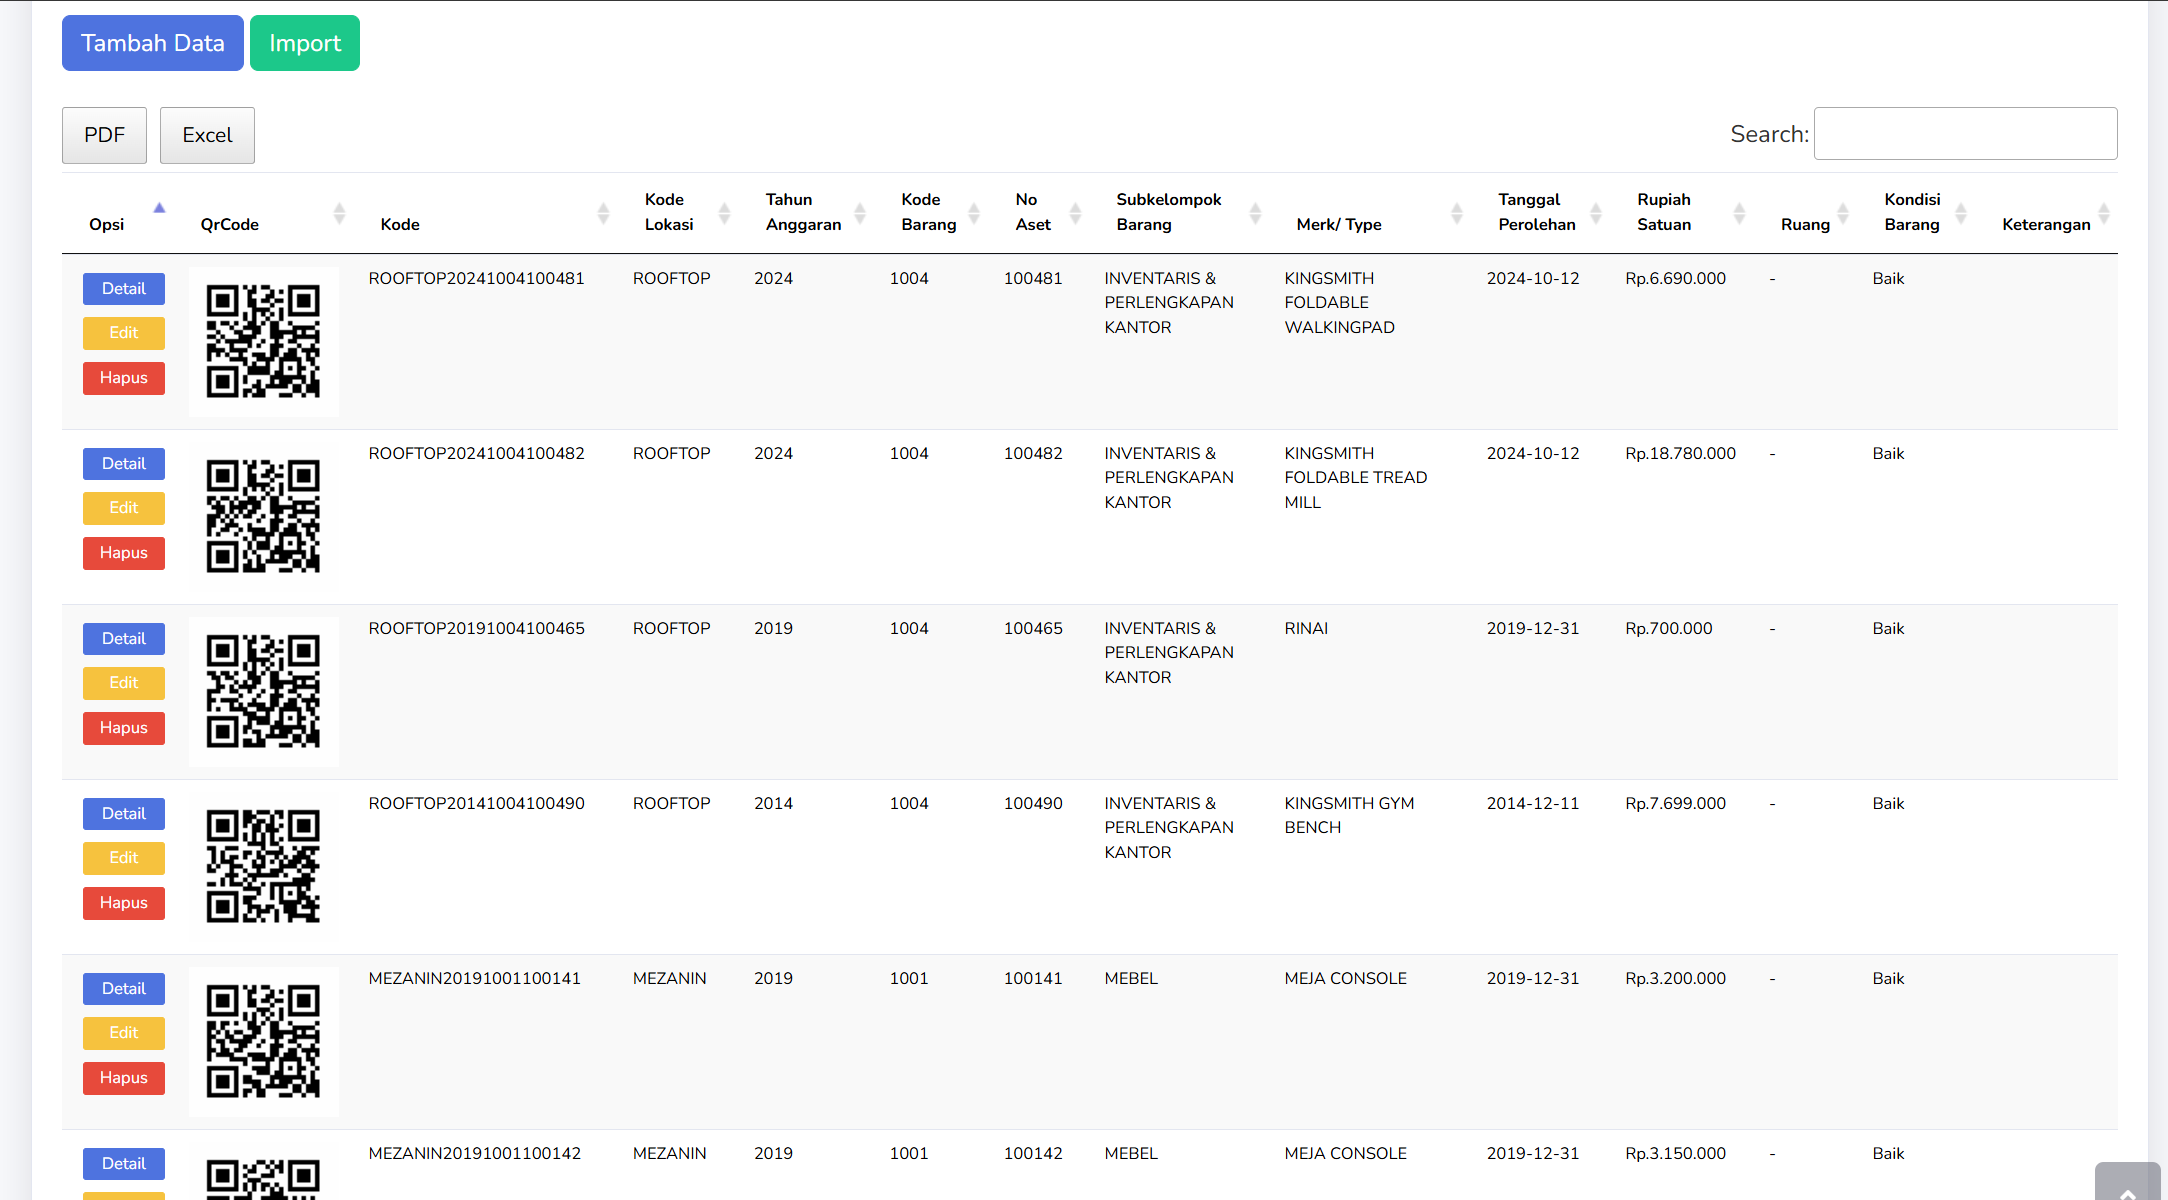 Tambah Data Import
PDF Excel Search:
Opsi QrCode Kode Kode Lokasi Tahun Anggaran Kode Barang No Aset Subkelompok Barang Merk/ Type Tanggal Perolehan Rupiah Satuan Ruang Kondisi Barang Keterangan
Detail ROOFTOP20241004100481 ROOFTOP 2024 1004 100481 INVENTARIS & KINGSMITH 2024-10-12 Rp.6.690.000 - Baik
PERLENGKAPAN FOLDABLE
Edit
KANTOR WALKINGPAD
Hapus
Detail ROOFTOP20241004100482 ROOFTOP 2024 1004 100482 INVENTARIS & KINGSMITH 2024-10-12 Rp.18.780.000 - Baik
PERLENGKAPAN FOLDABLE TREAD
Edit
KANTOR MILL
Hapus
Detail ROOFTOP20191004100465 ROOFTOP 2019 1004 100465 INVENTARIS & RINAI 2019-12-31 Rp.700.000 - Baik
PERLENGKAPAN
Edit
KANTOR
Hapus
Detail ROOFTOP20141004100490 ROOFTOP 2014 1004 100490 INVENTARIS & KINGSMITH GYM 2014-12-11 Rp.7.699.000 - Baik
PERLENGKAPAN BENCH
Edit
KANTOR
Hapus
Detail MEZANIN20191001100141 MEZANIN 2019 1001 100141 MEBEL MEJA CONSOLE 2019-12-31 Rp.3.200.000 - Baik
Edit
Hapus
Detail MEZANIN20191001100142 MEZANIN 2019 1001 100142 MEBEL MEJA CONSOLE 2019-12-31 Rp.3.150.000 - Baik